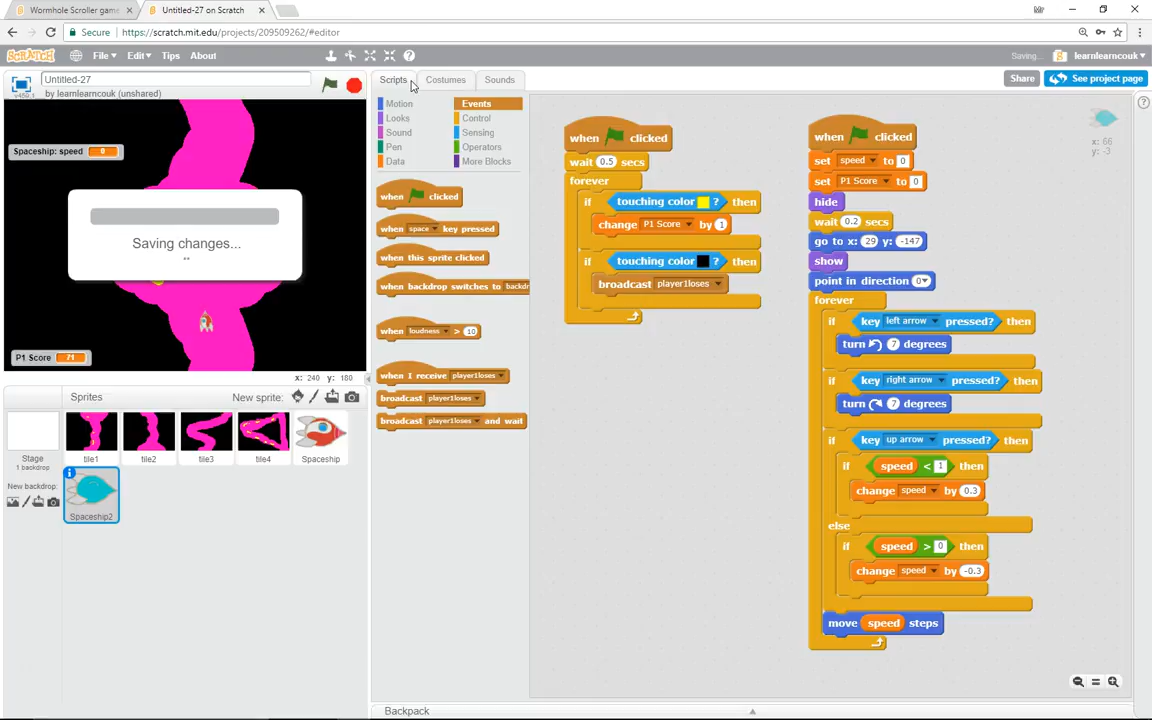 Wormhole Scroller gam
Untitled-27 on Scratch
Secure
https://scratch.mit.edu/projects/209509262/#editor
SCRATCH
File
Edit
Tips
About
Saving...
learnlearncouk
Untitled-27
by learnlearncouk (unshared)
v460.1
Scripts
Costumes
Sounds
Share
See project page
Motion
Looks
Sound
Pen
Data
Events
Control
Sensing
Operators
More Blocks
Spaceship: speed 0
Saving changes...
P1 Score 71
x: 240 y: 180
when clicked
when space key pressed
when this sprite clicked
when backdrop switches to backdr
when loudness > 10
when I receive player1loses
broadcast player1loses
broadcast player1loses and wait
when clicked
wait 0.5 secs
forever
if touching color ? then
change P1 Score by 1
if touching color ? then
broadcast player1loses
when clicked
set speed to 0
set P1 Score to 0
hide
wait 0.2 secs
go to x: 29 y: -147
show
point in direction 0
forever
if key left arrow pressed? then
turn 7 degrees
if key right arrow pressed? then
turn 7 degrees
if key up arrow pressed? then
if speed < 1 then
change speed by 0.3
else
if speed > 0 then
change speed by -0.3
move speed steps
x: 66
y: -3
Sprites
New sprite:
Stage
1 backdrop
New backdrop:
tile1
tile2
tile3
tile4
Spaceship
Spaceship2
Backpack